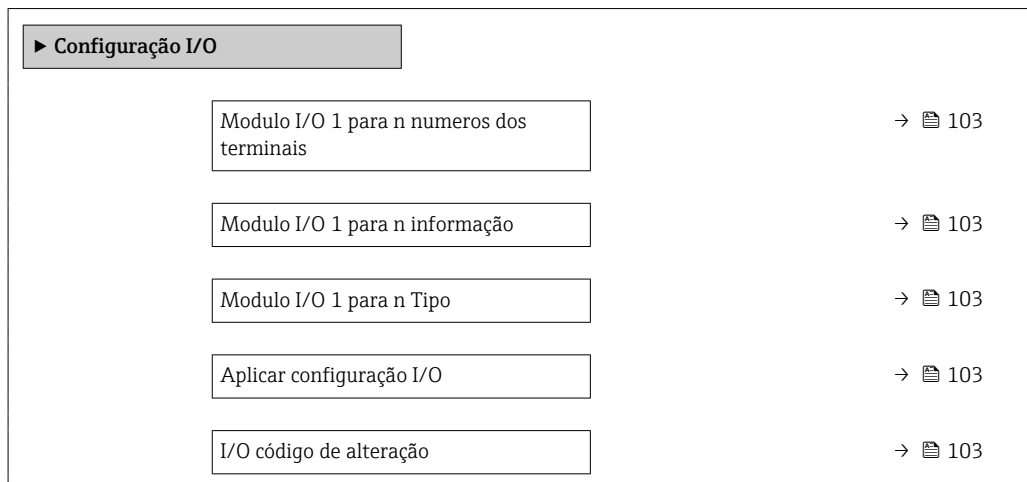 ▶ Configuração I/O
Modulo I/O 1 para n numeros dos
terminais
→ 103
Modulo I/O 1 para n informação
→ 103
Modulo I/O 1 para n Tipo
→ 103
Aplicar configuração I/O
→ 103
I/O código de alteração
→ 103